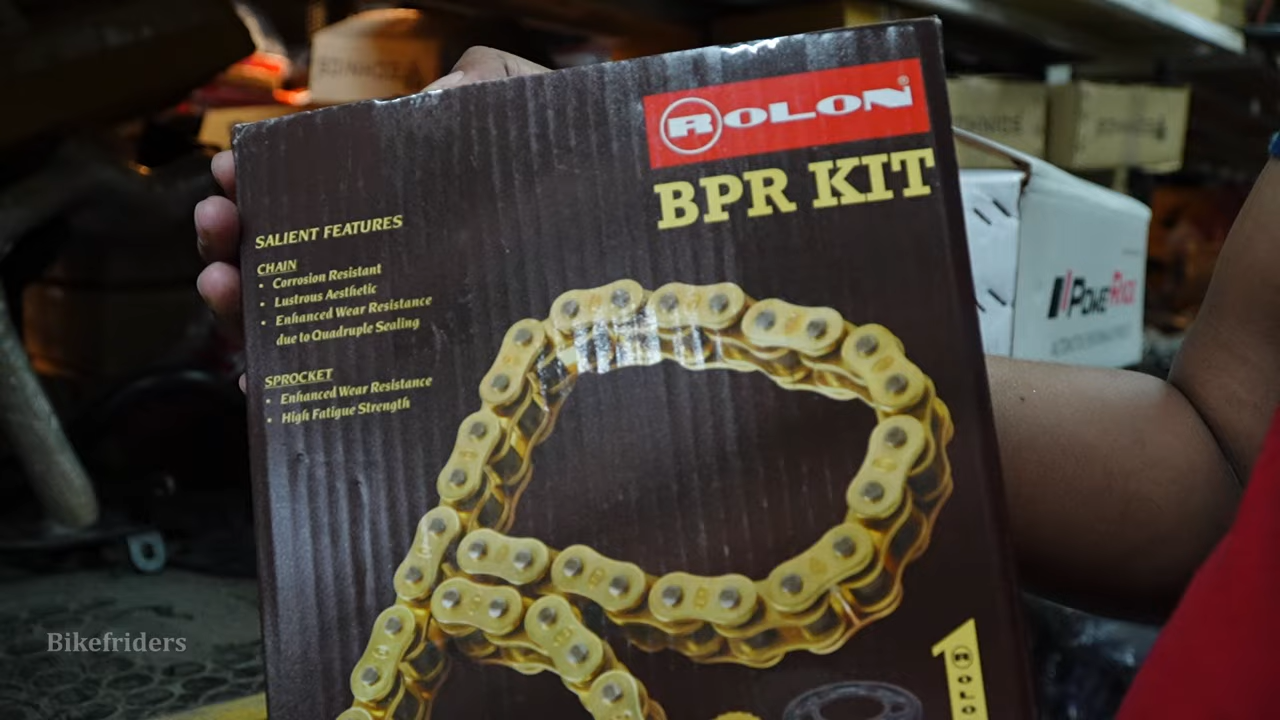 ROLON
BPR KIT
SALIENT FEATURES
CHAIN
• Corrosion Resistant
• Lustrous Aesthetic
• Enhanced Wear Resistance
due to Quadruple Sealing
SPROCKET
• Enhanced Wear Resistance
• High Fatigue Strength
Bikefriders